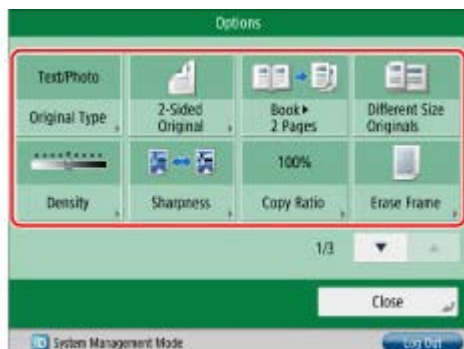 Options
Text/Photo
Original Type
2-Sided
Original
Book▸
2 Pages
Different Size
Originals
Density
Sharpness
100%
Copy Ratio
Erase Frame
1/3
Close
ID System Management Mode
Log Out